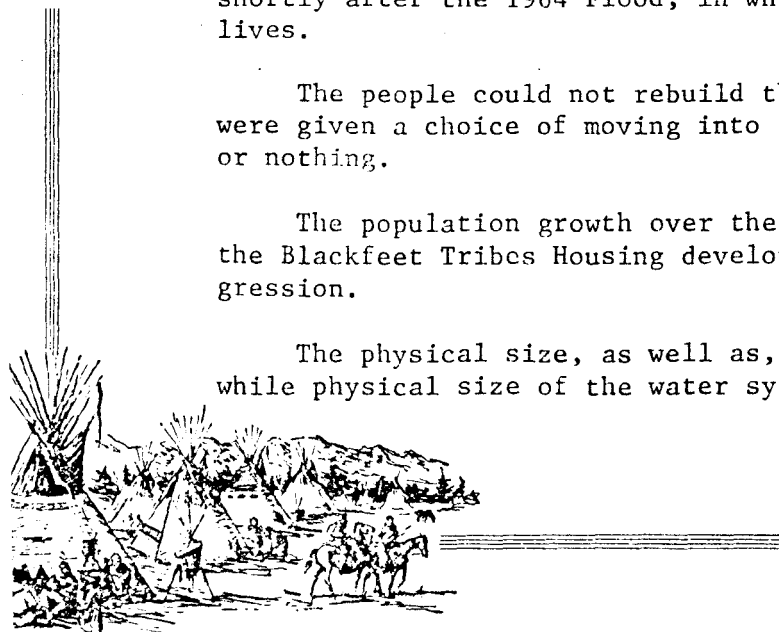 shortly after the 1964 Flood, in wh
lives.
The people could not rebuild t
were given a choice of moving into
or nothing.
The population growth over the
the Blackfeet Tribes Housing develo
gression.
The physical size, as well as,
while physical size of the water sy